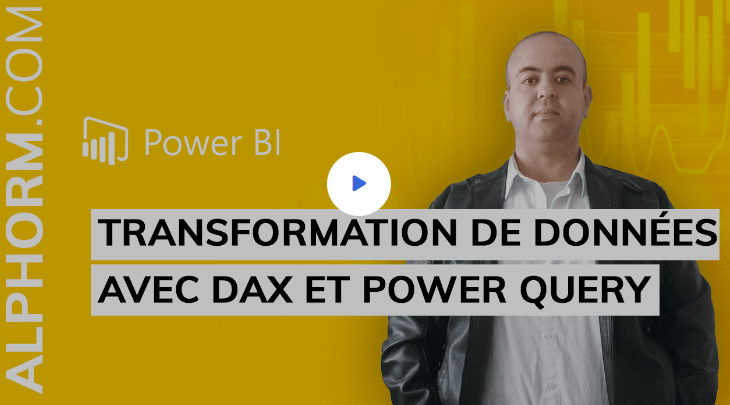 ALPHORM.COM
Power BI
TRANSFORMATION DE DONNÉES
AVEC DAX ET POWER QUERY